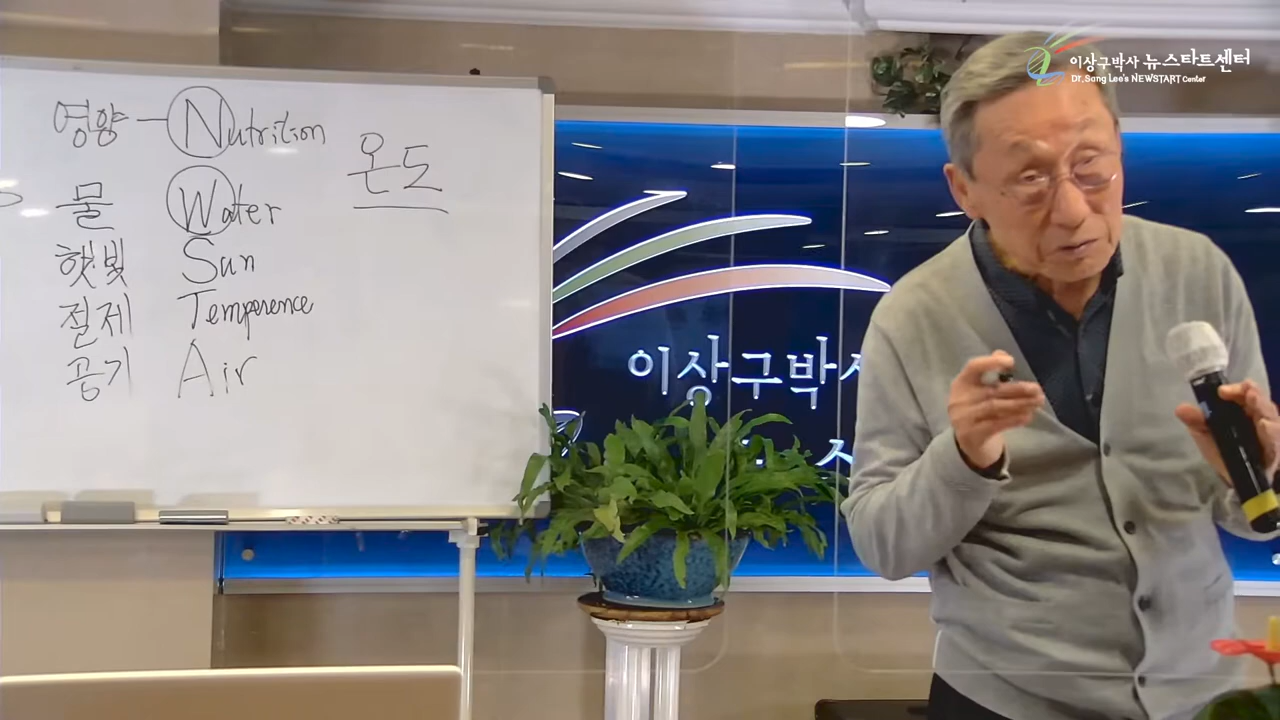 이상구박사 뉴스타트센터
Dr. Sang Lee's NEWSTART Center
영양 - Nutrition
온도
물 Water
햇빛 Sun
절제 Temperence
공기 Air
이상구박사